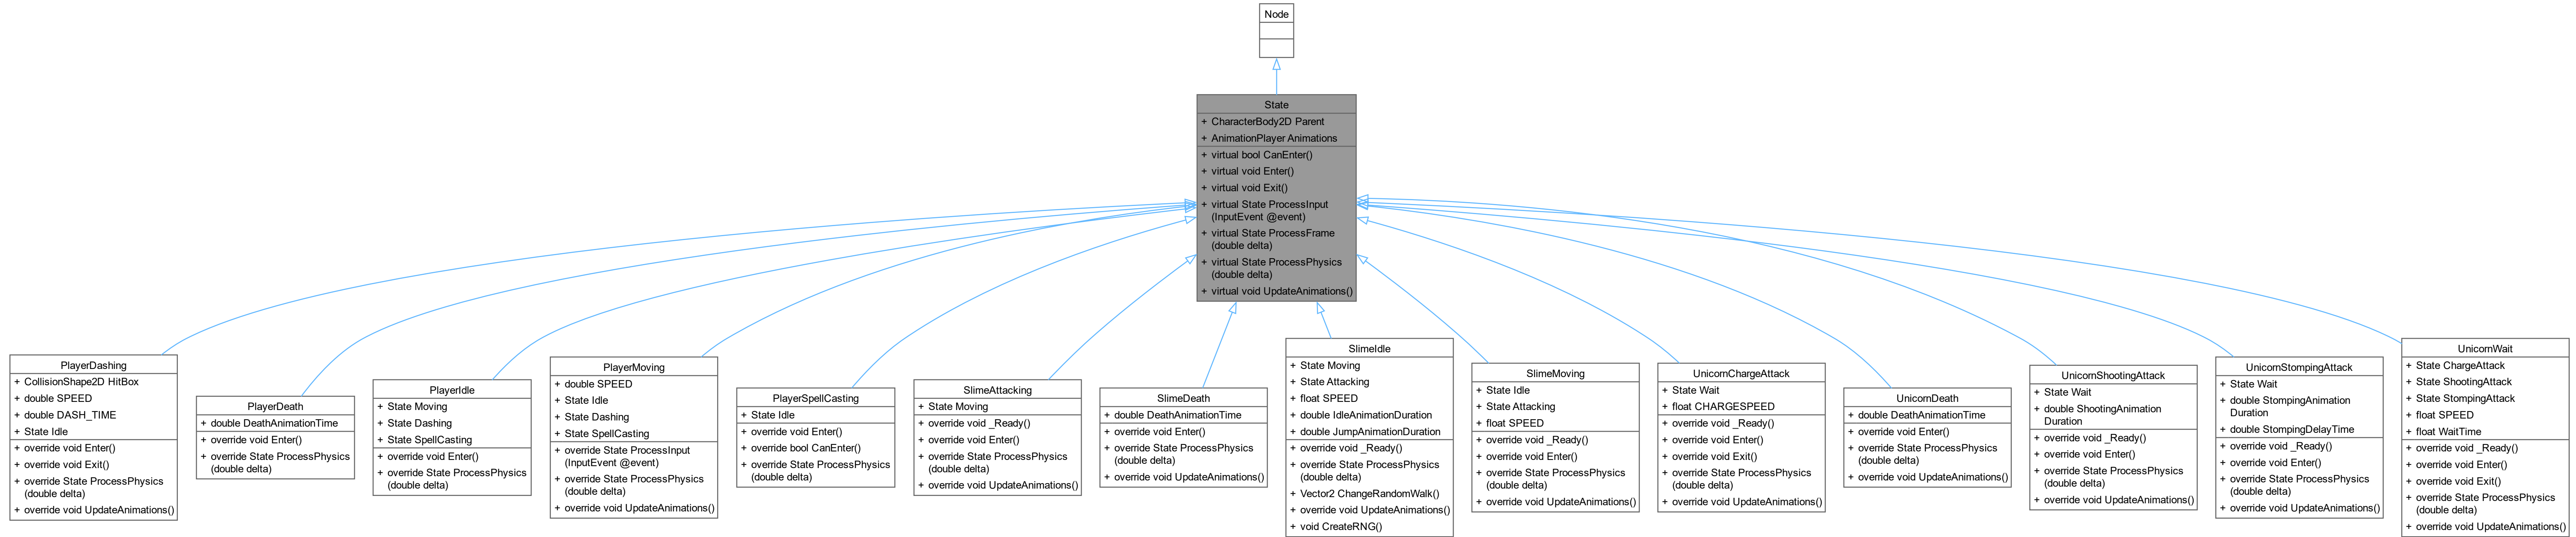 Node
State
+ CharacterBody2D Parent
+ AnimationPlayer Animations
+ virtual bool CanEnter()
+ virtual void Enter()
+ virtual void Exit()
+ virtual State ProcessInput
(InputEvent @event)
+ virtual State ProcessFrame
(double delta)
+ virtual State ProcessPhysics
(double delta)
+ virtual void UpdateAnimations()
PlayerDashing
+ CollisionShape2D HitBox
+ double SPEED
+ double DASH_TIME
+ State Idle
+ override void Enter()
+ override void Exit()
+ override State ProcessPhysics
(double delta)
+ override void UpdateAnimations()
PlayerDeath
+ double DeathAnimationTime
+ override void Enter()
+ override State ProcessPhysics
(double delta)
PlayerIdle
+ State Moving
+ State Dashing
+ State SpellCasting
+ override void Enter()
+ override State ProcessPhysics
(double delta)
PlayerMoving
+ double SPEED
+ State Idle
+ State Dashing
+ State SpellCasting
+ override State ProcessInput
(InputEvent @event)
+ override State ProcessPhysics
(double delta)
+ override void UpdateAnimations()
PlayerSpellCasting
+ State Idle
+ override void Enter()
+ override bool CanEnter()
+ override State ProcessPhysics
(double delta)
SlimeAttacking
+ State Moving
+ override void _Ready()
+ override void Enter()
+ override State ProcessPhysics
(double delta)
+ override void UpdateAnimations()
SlimeDeath
+ double DeathAnimationTime
+ override void Enter()
+ override State ProcessPhysics
(double delta)
+ override void UpdateAnimations()
SlimeIdle
+ State Moving
+ State Attacking
+ float SPEED
+ double IdleAnimationDuration
+ double JumpAnimationDuration
+ override void _Ready()
+ override State ProcessPhysics
(double delta)
+ Vector2 ChangeRandomWalk()
+ override void UpdateAnimations()
+ void CreateRNG()
SlimeMoving
+ State Idle
+ State Attacking
+ float SPEED
+ override void _Ready()
+ override void Enter()
+ override State ProcessPhysics
(double delta)
+ override void UpdateAnimations()
UnicornChargeAttack
+ State Wait
+ float CHARGESPEED
+ override void _Ready()
+ override void Enter()
+ override void Exit()
+ override State ProcessPhysics
(double delta)
+ override void UpdateAnimations()
UnicornDeath
+ double DeathAnimationTime
+ override void Enter()
+ override State ProcessPhysics
(double delta)
+ override void UpdateAnimations()
UnicornShootingAttack
+ State Wait
+ double ShootingAnimation
Duration
+ override void _Ready()
+ override void Enter()
+ override State ProcessPhysics
(double delta)
+ override void UpdateAnimations()
UnicornStompingAttack
+ State Wait
+ double StompingAnimation
Duration
+ double StompingDelayTime
+ override void _Ready()
+ override void Enter()
+ override State ProcessPhysics
(double delta)
+ override void UpdateAnimations()
UnicornWait
+ State ChargeAttack
+ State ShootingAttack
+ State StompingAttack
+ float SPEED
+ float WaitTime
+ override void _Ready()
+ override void Enter()
+ override void Exit()
+ override State ProcessPhysics
(double delta)
+ override void UpdateAnimations()